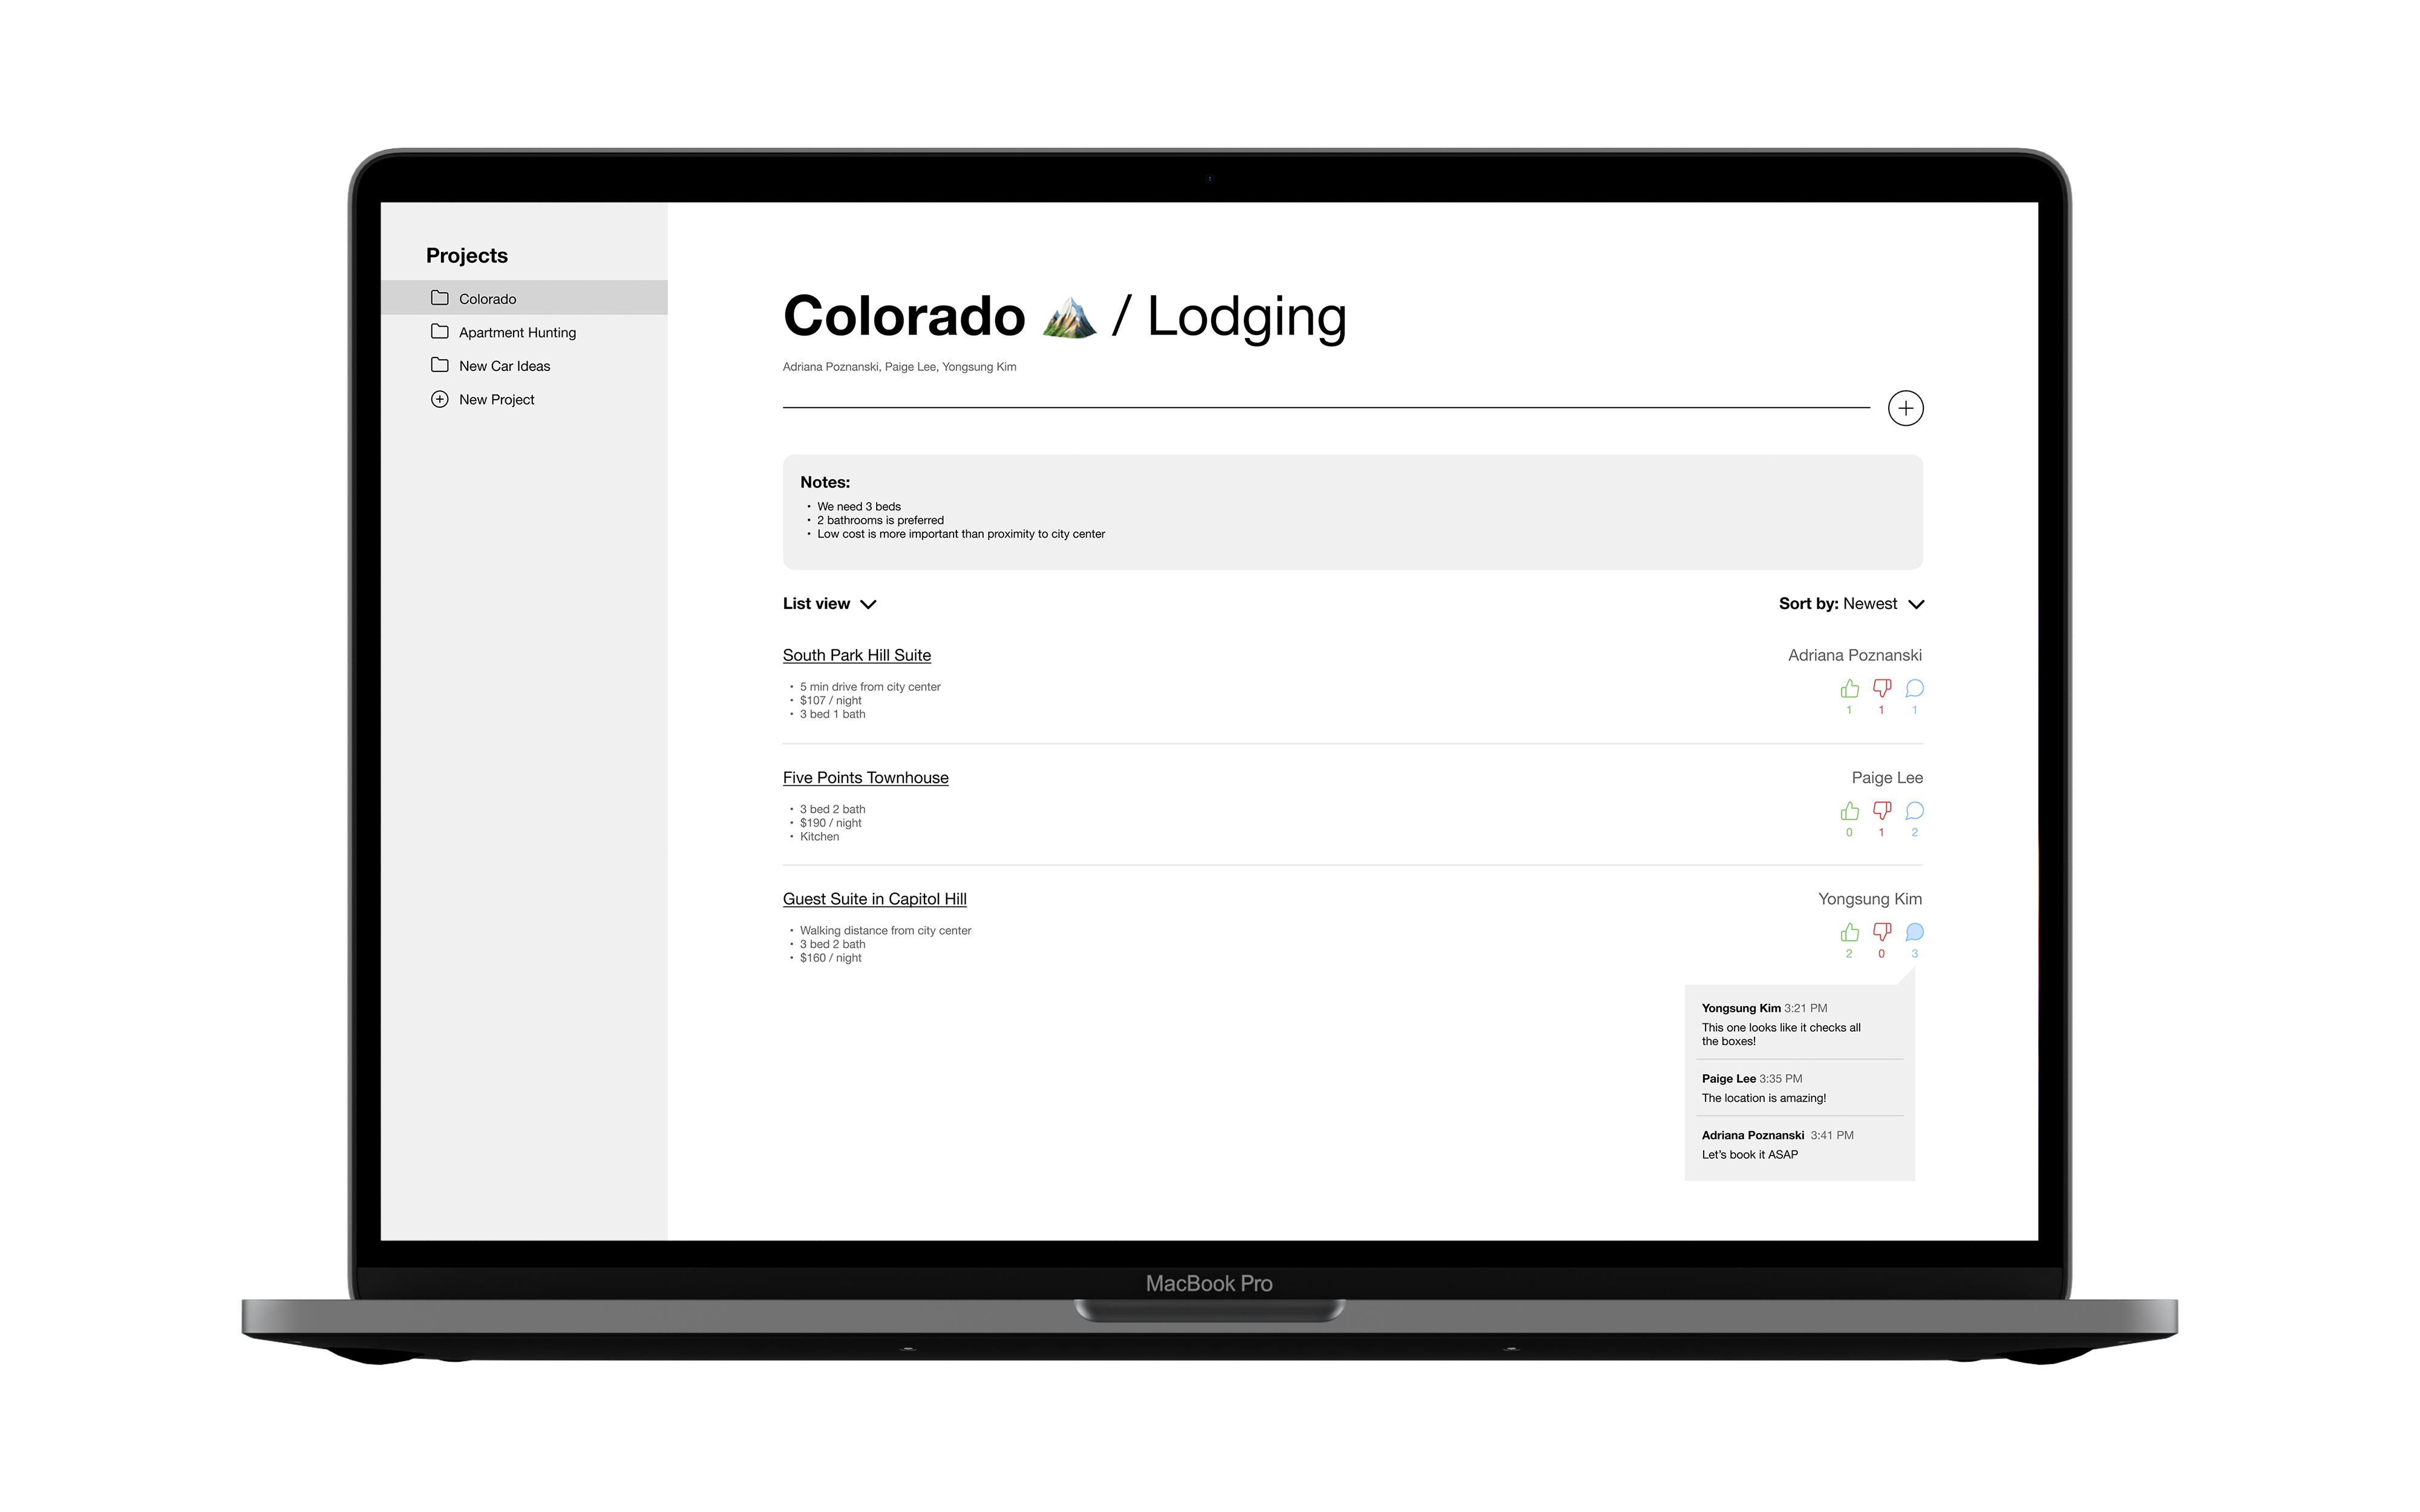 Projects
Colorado
Apartment Hunting
New Car Ideas
New Project
Colorado / Lodging
Adriana Poznanski, Paige Lee, Yongsung Kim
Notes:
• We need 3 beds
• 2 bathrooms is preferred
• Low cost is more important than proximity to city center
List view
Sort by: Newest
South Park Hill Suite
Adriana Poznanski
• 5 min drive from city center
• $107 / night
• 3 bed 1 bath
1 1 1
Five Points Townhouse
Paige Lee
• 3 bed 2 bath
• $190 / night
• Kitchen
0 1 2
Guest Suite in Capitol Hill
Yongsung Kim
• Walking distance from city center
• 3 bed 2 bath
• $160 / night
2 0 3
Yongsung Kim 3:21 PM
This one looks like it checks all
the boxes!
Paige Lee 3:35 PM
The location is amazing!
Adriana Poznanski 3:41 PM
Let's book it ASAP
MacBook Pro